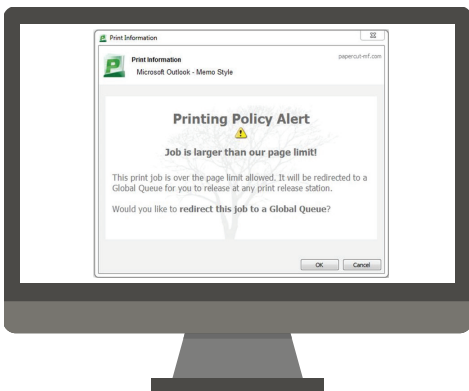 Print Information
Print Information
papercut-mf.com
Microsoft Outlook - Memo Style
Printing Policy Alert
Job is larger than our page limit!
This print job is over the page limit allowed. It will be redirected to a
Global Queue for you to release at any print release station.
Would you like to redirect this job to a Global Queue?
OK
Cancel